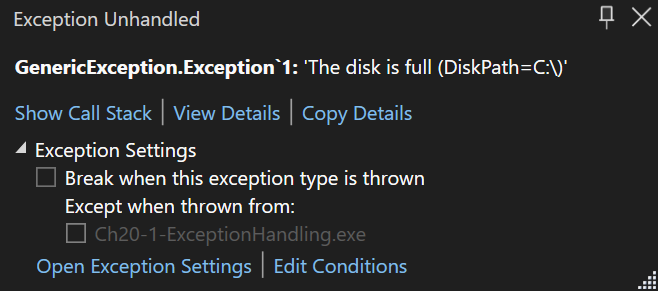 Exception Unhandled
GenericException.Exception`1: 'The disk is full (DiskPath=C:\)'
Show Call Stack | View Details | Copy Details
Exception Settings
Break when this exception type is thrown
Except when thrown from:
Ch20-1-ExceptionHandling.exe
Open Exception Settings | Edit Conditions